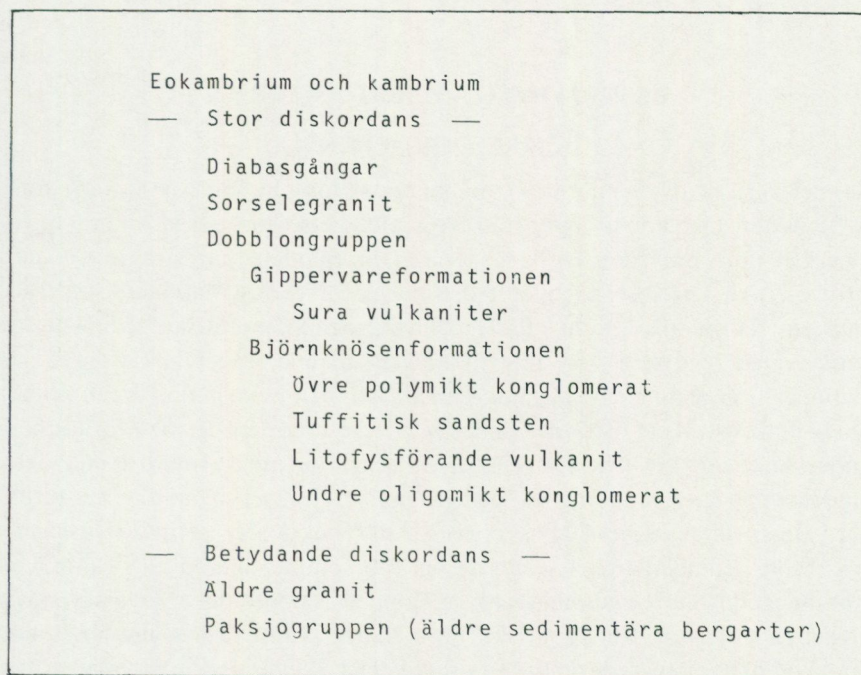 Eokambrium och kambrium
— Stor diskordans —
Diabasgångar
Sorselegranit
Dobblongruppen
Gippervareformationen
Sura vulkaniter
Björnknösenformationen
Övre polymikt konglomerat
Tuffitisk sandsten
Litofysförande vulkanit
Undre oligomikt konglomerat
— Betydande diskordans —
Äldre granit
Paksjogruppen (äldre sedimentära bergarter)